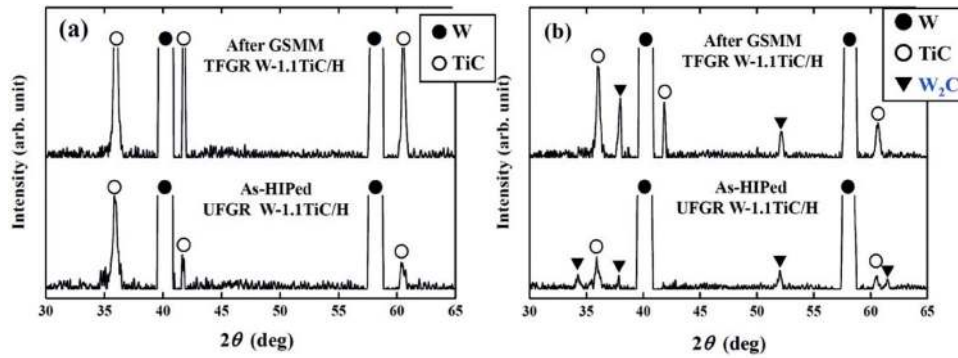 (a)
After GSMM
TFGR W-1.1TiC/H
W
TiC
As-HIPed
UFGR W-1.1TiC/H
Intensity (arb. unit)
30 35 40 45 50 55 60 65
2θ (deg)
(b)
After GSMM
TFGR W-1.1TiC/H
W
TiC
W₂C
As-HIPed
UFGR W-1.1TiC/H
Intensity (arb. unit)
30 35 40 45 50 55 60 65
2θ (deg)